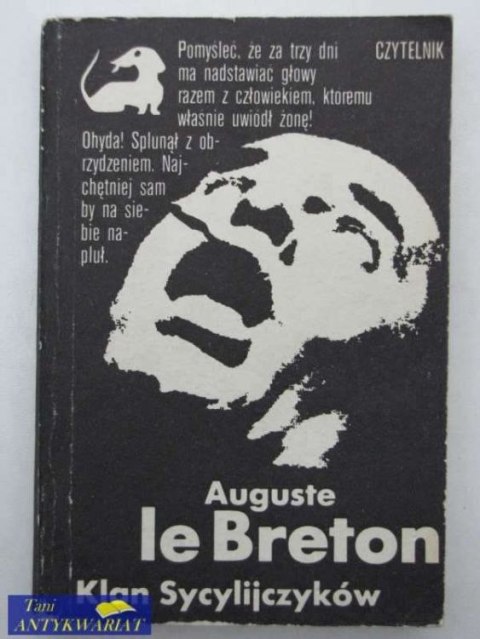 Pomyśleć, że za trzy dni
CZYTELNIK
ma nadstawiać głowy
razem z człowiekiem, ktoremu
właśnie uwiódł żonę!
Ohyda! Splunął z ob-
rzydzeniem. Naj-
chętniej sam
by na sie-
bie na-
pluł.
Auguste
le Breton
Klan Sycylijczyków
Tani
ANTYKWARIAT